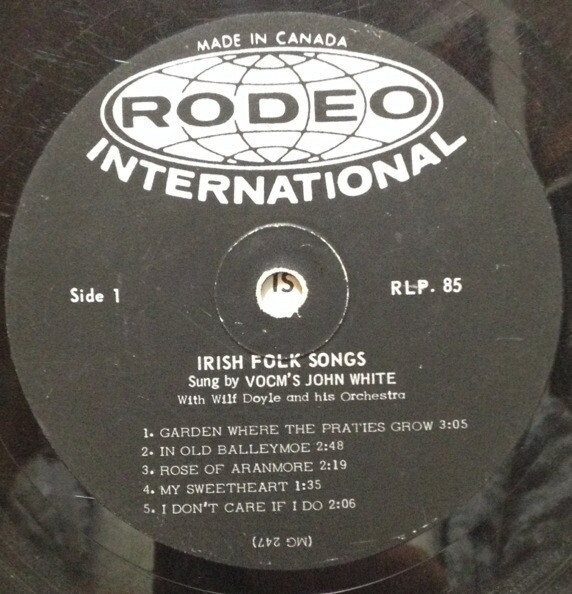 MADE IN CANADA
RODEO
INTERNATIONAL
IS
Side 1
RLP. 85
IRISH FOLK SONGS
Sung by VOCM'S JOHN WHITE
With Wilf Doyle and his Orchestra
1. GARDEN WHERE THE PRATIES GROW 3:05
2. IN OLD BALLEYMOE 2:48
3. ROSE OF ARANMORE 2:19
4. MY SWEETHEART 1:35
5. I DON'T CARE IF I DO 2:06
(MG 247)